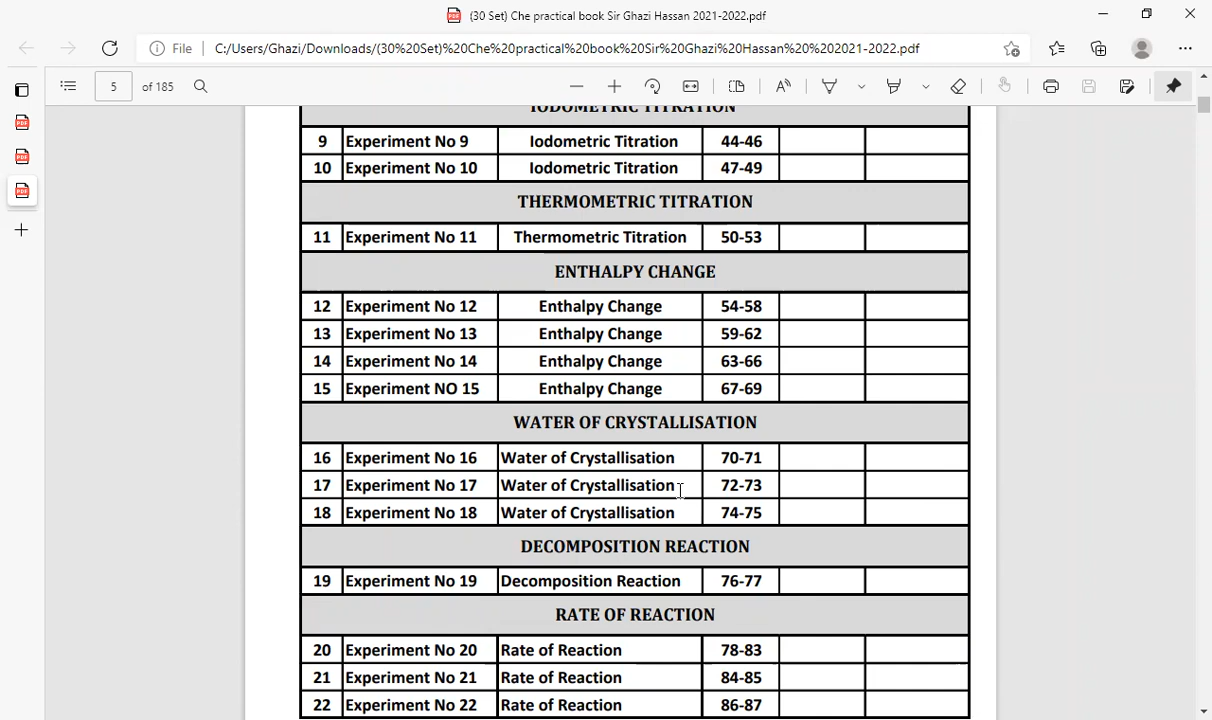 (30 Set) Che practical book Sir Ghazi Hassan 2021-2022.pdf
File C:/Users/Ghazi/Downloads/(30%20Set)%20Che%20practical%20book%20Sir%20Ghazi%20Hassan%20%202021-2022.pdf
5 of 185
IODOMETRIC TITRATION
9 Experiment No 9 Iodometric Titration 44-46
10 Experiment No 10 Iodometric Titration 47-49
THERMOMETRIC TITRATION
11 Experiment No 11 Thermometric Titration 50-53
ENTHALPY CHANGE
12 Experiment No 12 Enthalpy Change 54-58
13 Experiment No 13 Enthalpy Change 59-62
14 Experiment No 14 Enthalpy Change 63-66
15 Experiment NO 15 Enthalpy Change 67-69
WATER OF CRYSTALLISATION
16 Experiment No 16 Water of Crystallisation 70-71
17 Experiment No 17 Water of Crystallisation 72-73
18 Experiment No 18 Water of Crystallisation 74-75
DECOMPOSITION REACTION
19 Experiment No 19 Decomposition Reaction 76-77
RATE OF REACTION
20 Experiment No 20 Rate of Reaction 78-83
21 Experiment No 21 Rate of Reaction 84-85
22 Experiment No 22 Rate of Reaction 86-87